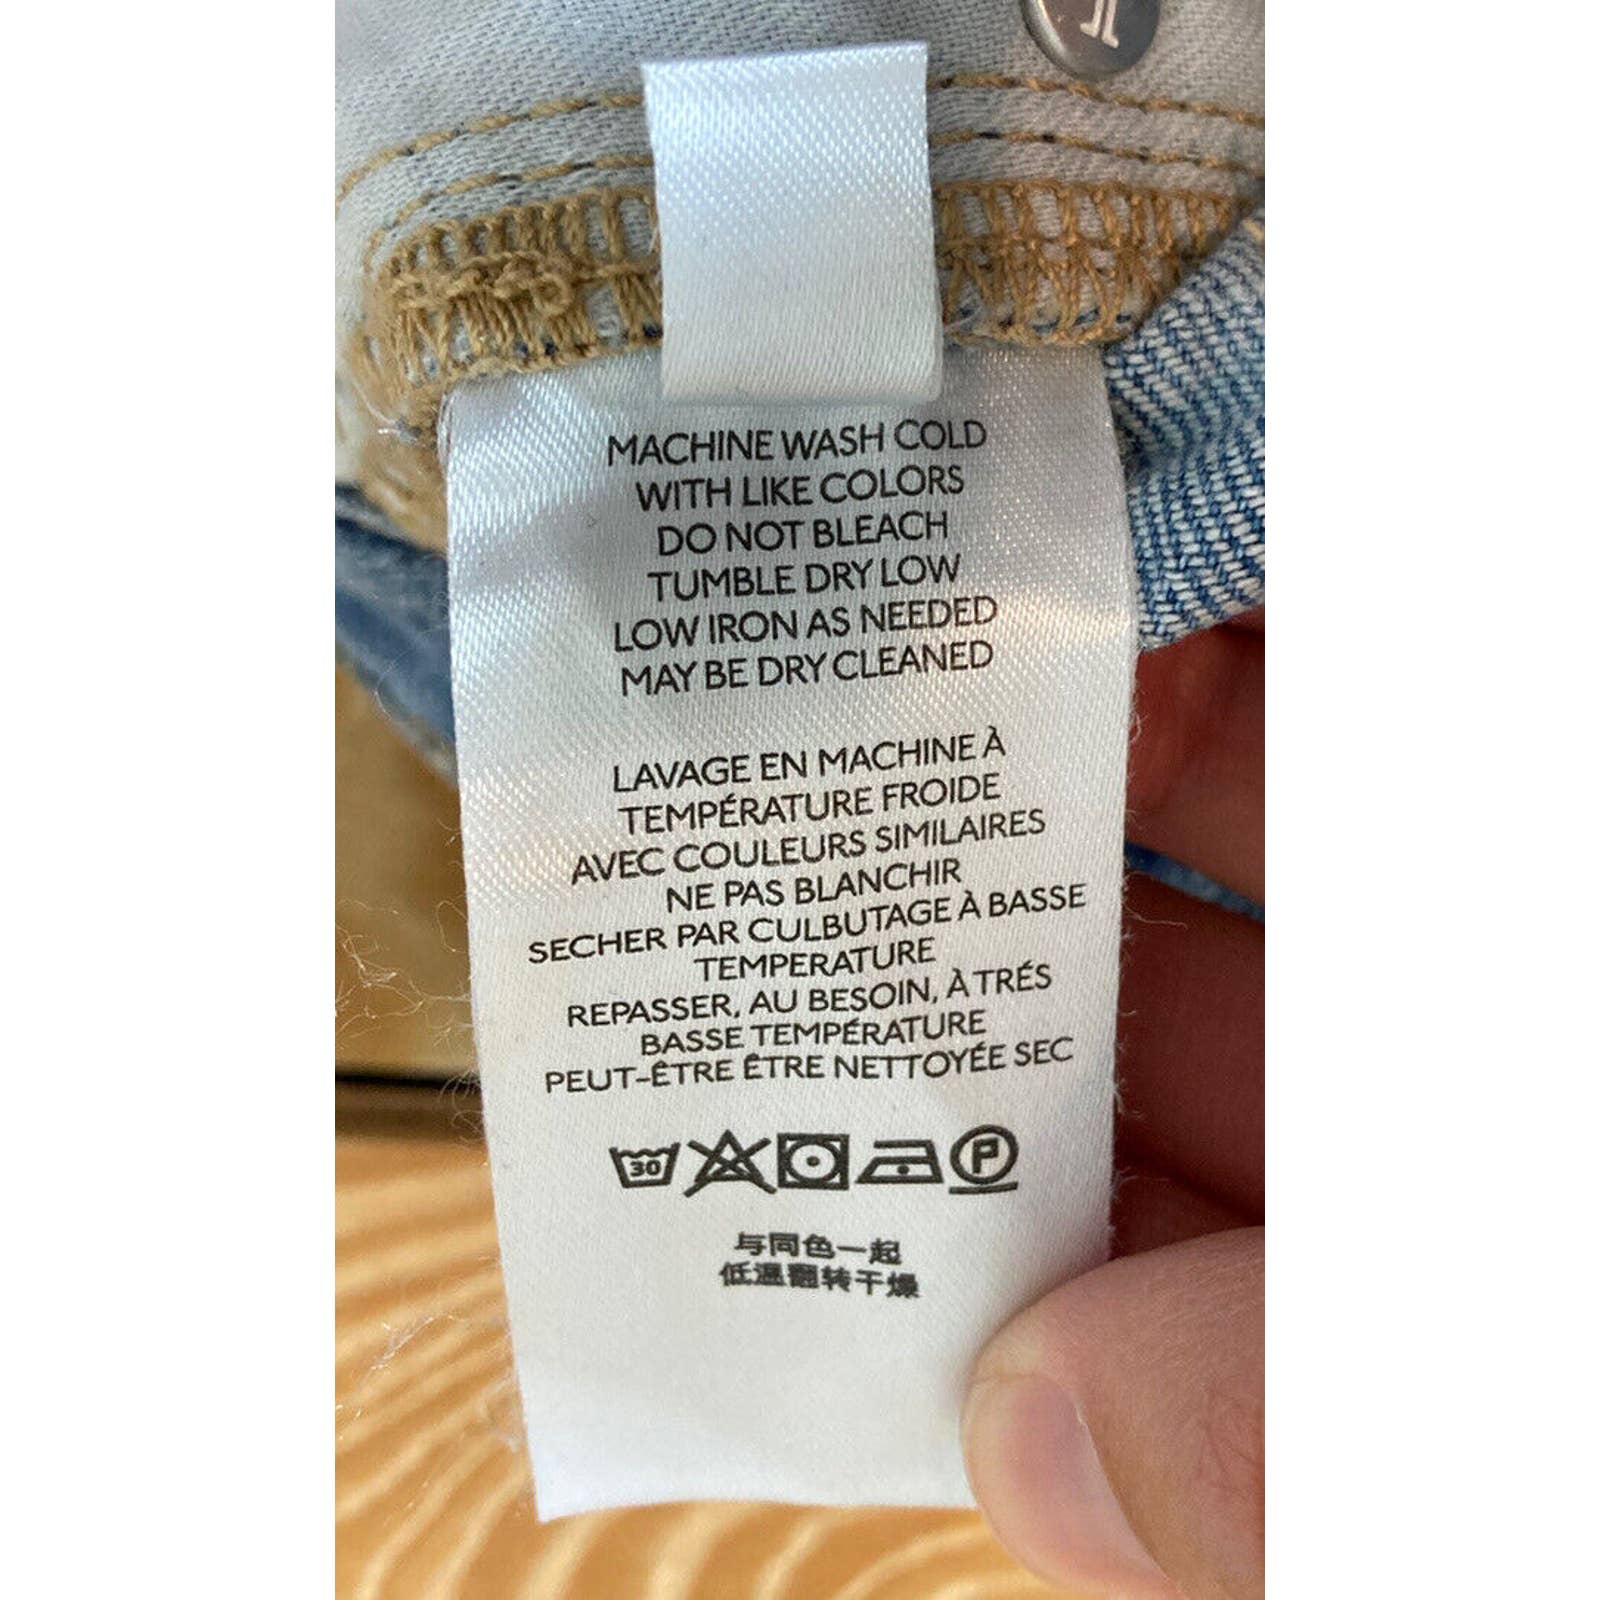 MACHINE WASH COLD
WITH LIKE COLORS
DO NOT BLEACH
TUMBLE DRY LOW
LOW IRON AS NEEDED
MAY BE DRY CLEANED
LAVAGE EN MACHINE À
TEMPÉRATURE FROIDE
AVEC COULEURS SIMILAIRES
NE PAS BLANCHIR
SECHER PAR CULBUTAGE À BASSE
TEMPERATURE
REPASSER, AU BESOIN, À TRÉS
BASSE TEMPÉRATURE
PEUT-ÊTRE ÊTRE NETTOYÉE SEC
30 P
与同色一起
低温翻转干燥